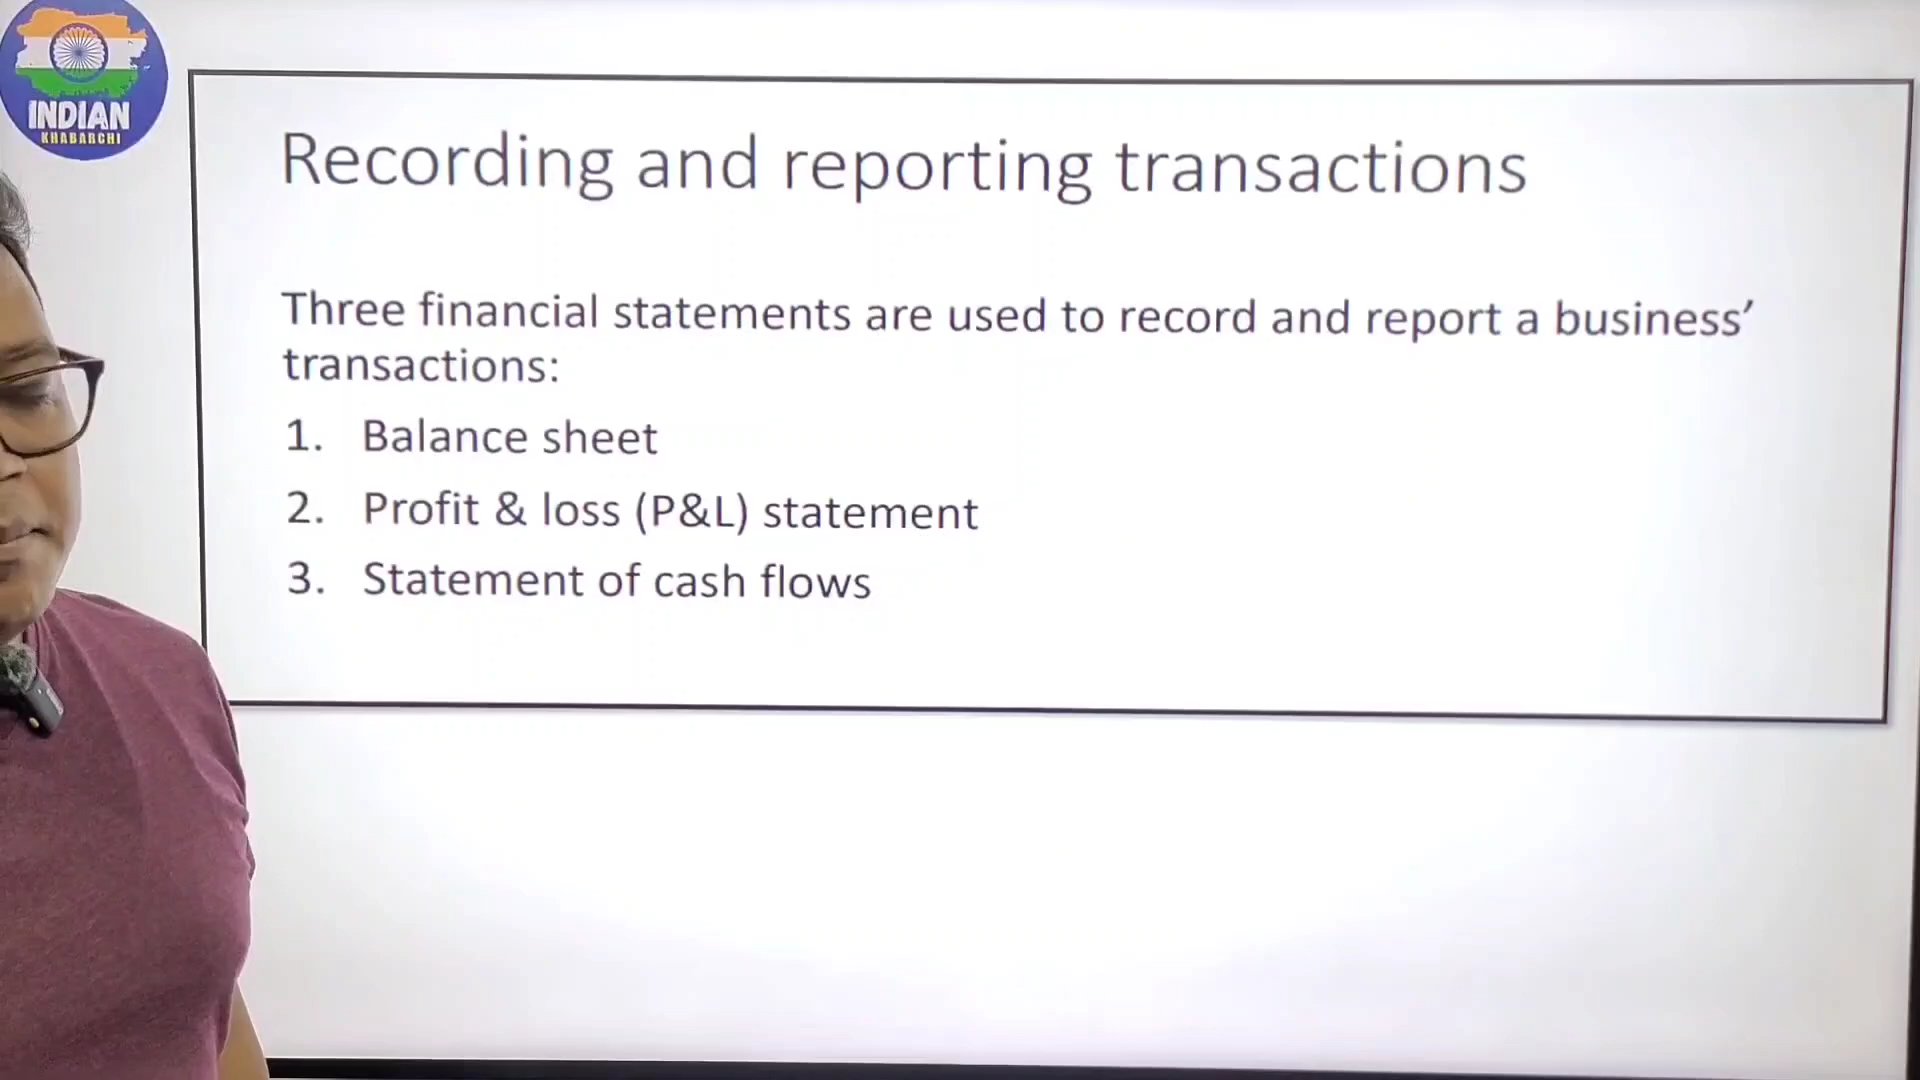 INDIAN
KHABARCHI
Recording and reporting transactions
Three financial statements are used to record and report a business’
transactions:
1. Balance sheet
2. Profit & loss (P&L) statement
3. Statement of cash flows